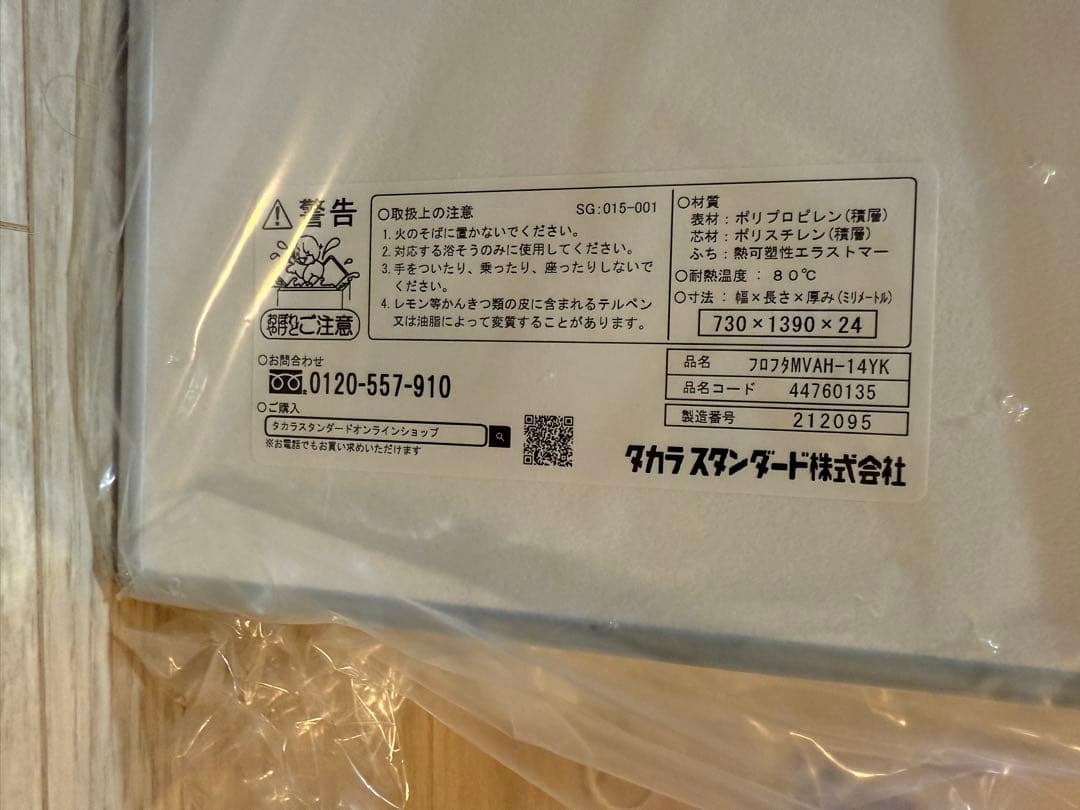 警告
おぼれ
やけど
ご注意
○取扱上の注意 SG:015-001
1. 火のそばに置かないでください。
2. 対応する浴そうのみに使用してください。
3. 手をついたり、乗ったり、座ったりしないで
ください。
4. レモン等かんきつ類の皮に含まれるテルペン
又は油脂によって変質することがあります。
○材質
表材：ポリプロピレン(積層)
芯材：ポリスチレン(積層)
ふち：熱可塑性エラストマー
○耐熱温度：80℃
○寸法：幅×長さ×厚み(ミリメートル)
730×1390×24
○お問合わせ
0120-557-910
○ご購入
タカラスタンダードオンラインショップ
※お電話でもお買い求めいただけます
品名 フロフタMVAH-14YK
品名コード 44760135
製造番号 212095
タカラスタンダード株式会社